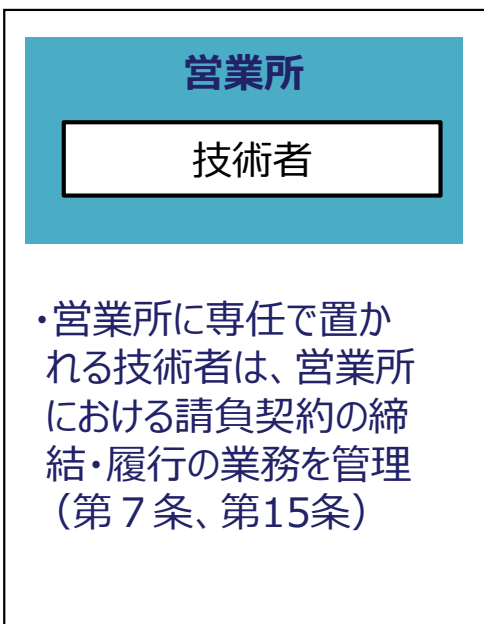 営業所
技術者
・営業所に専任で置か
れる技術者は、営業所
における請負契約の締
結・履行の業務を管理
（第７条、第15条）